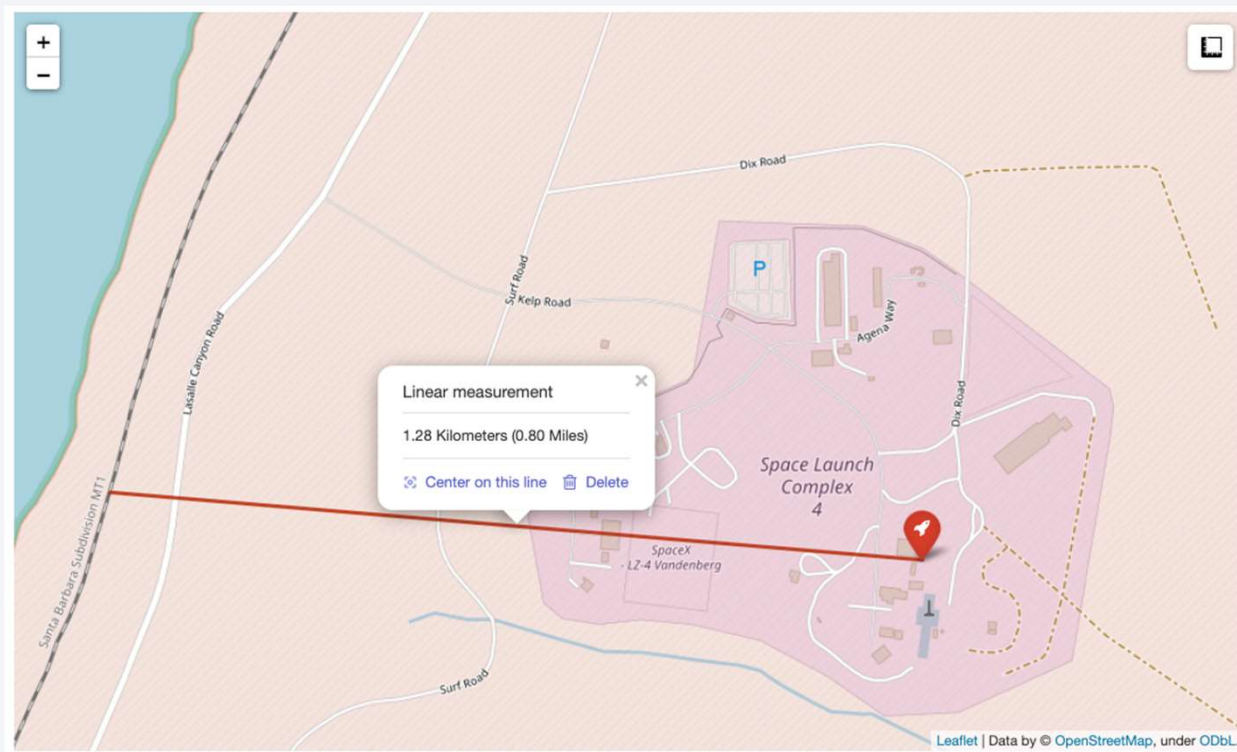 +
−
Dix Road
Surf Road
P
Kelp Road
Agena Way
Lasalle Canyon Road
Linear measurement
×
1.28 Kilometers (0.80 Miles)
Center on this line Delete
Dix Road
Space Launch
Complex
4
Santa Barbara Subdivision MT1
SpaceX
- LZ-4 Vandenberg
Surf Road
Leaflet | Data by © OpenStreetMap, under ODbL